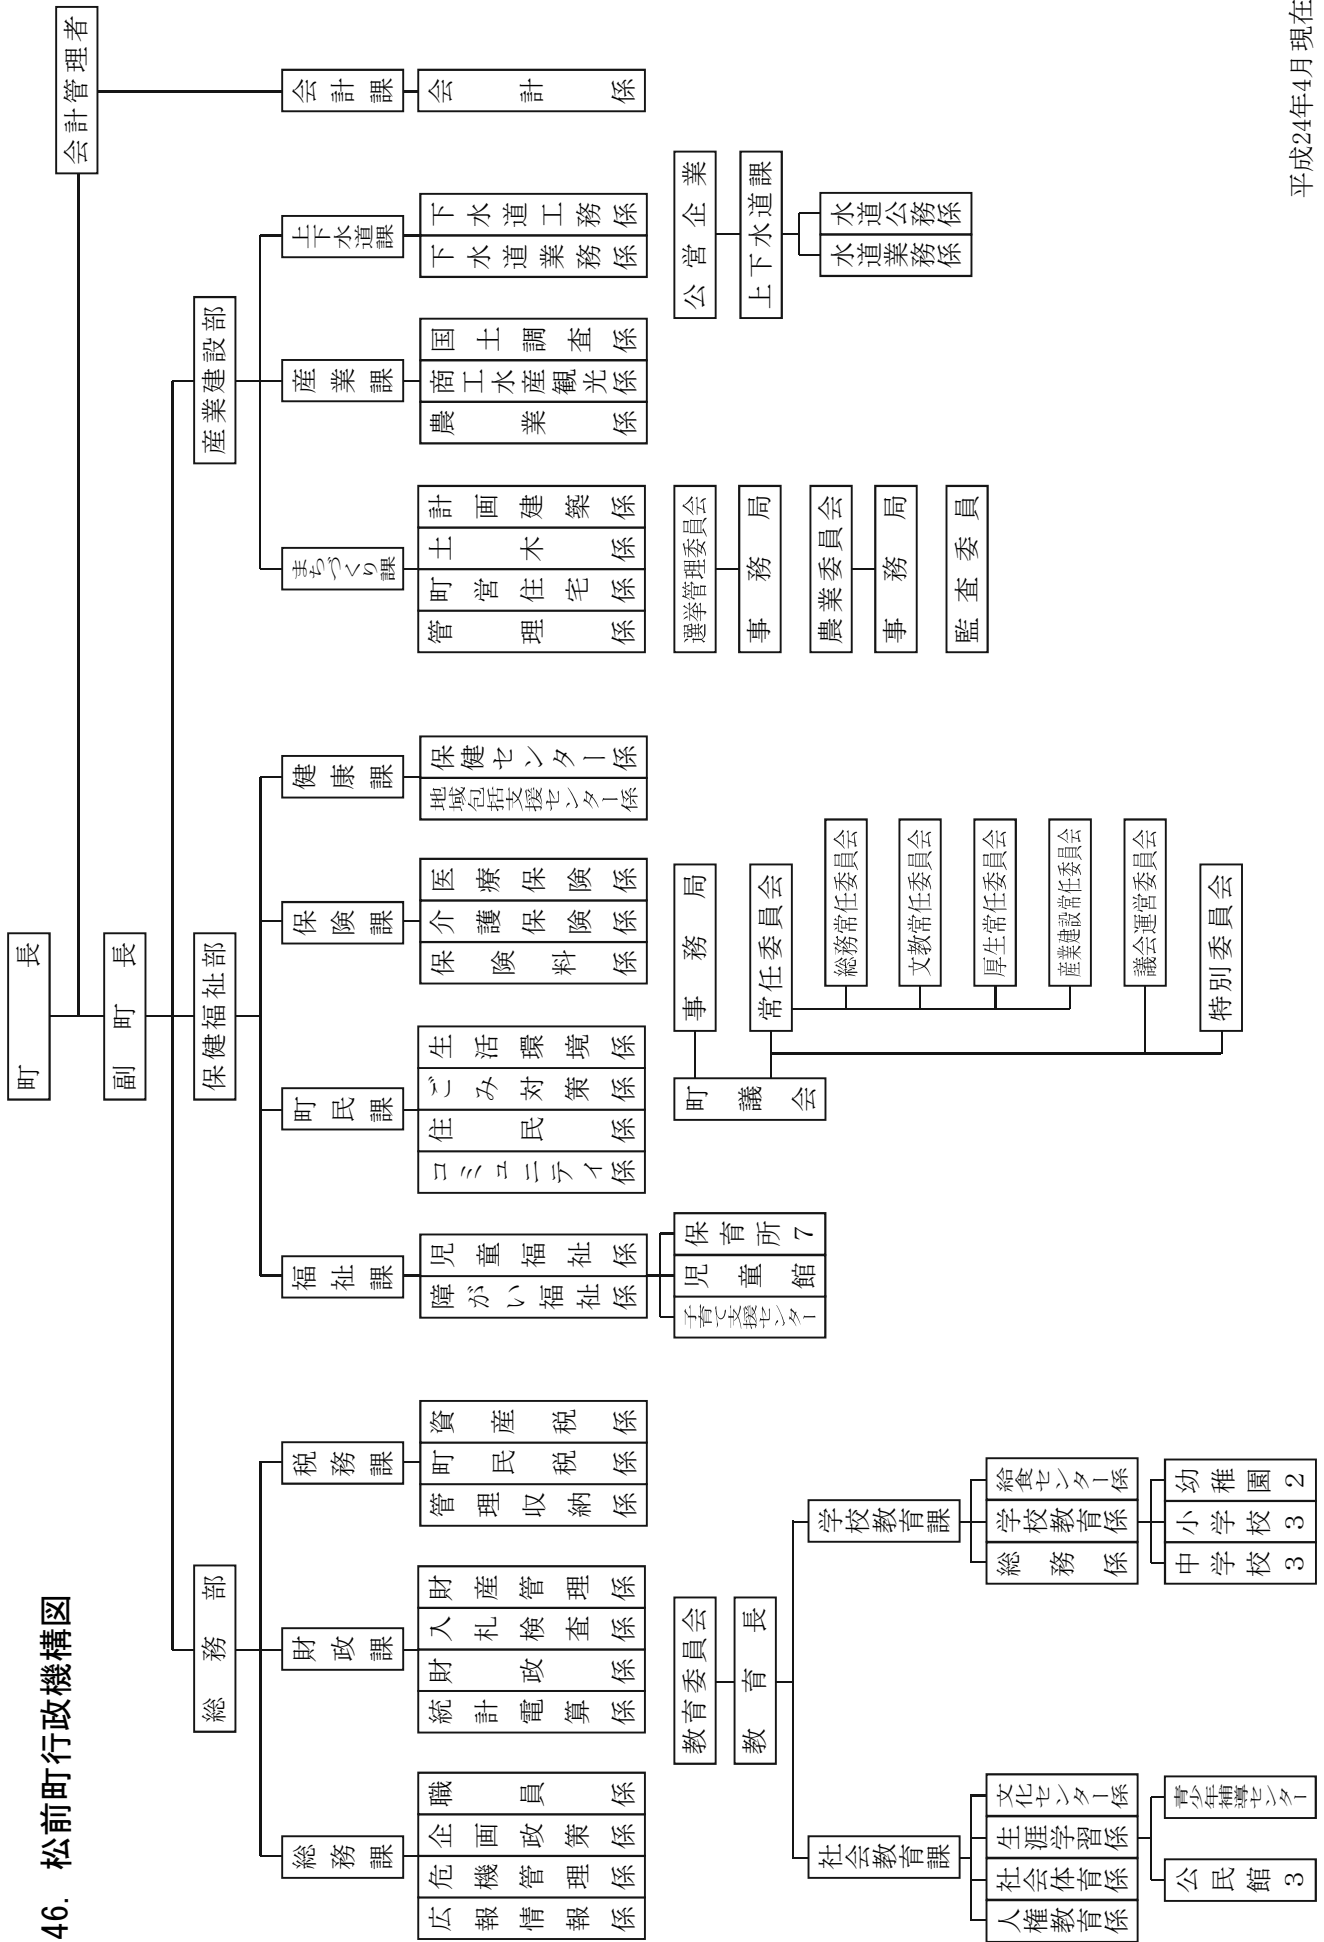 46. 松前町行政機構図
町長
会計管理者
副町長
総務部
保健福祉部
産業建設部
総務課
財政課
税務課
福祉課
町民課
保険課
健康課
まちづくり課
産業課
上下水道課
会計課
広報情報係
危機管理係
企画政策係
職員係
統計電算係
財政係
入札検査係
財産管理係
管理収納係
町民税係
資産税係
障がい福祉係
児童福祉係
コミュニティ係
住民係
ごみ対策係
生活環境係
保険料係
介護保険係
医療保険係
地域包括支援センター係
保健センター係
管理係
町営住宅係
土木係
計画建築係
農業係
商工水産観光係
国土調査係
下水道業務係
下水道工務係
会計係
子育て支援センター
児童館
保育所7
教育委員会
教育長
社会教育課
学校教育課
人権教育係
社会体育係
生涯学習係
文化センター係
総務係
学校教育係
給食センター係
公民館3
青少年補導センター
中学校3
小学校3
幼稚園2
町議会
事務局
常任委員会
総務常任委員会
文教常任委員会
厚生常任委員会
産業建設常任委員会
議会運営委員会
特別委員会
選挙管理委員会
事務局
農業委員会
事務局
監査委員
公営企業
上下水道課
水道業務係
水道公務係
平成24年4月現在